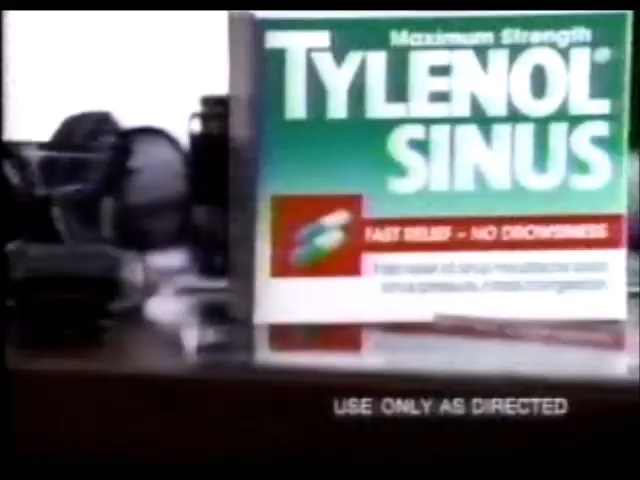 Maximum Strength
TYLENOL®
SINUS
FAST RELIEF - NO DROWSINESS
USE ONLY AS DIRECTED